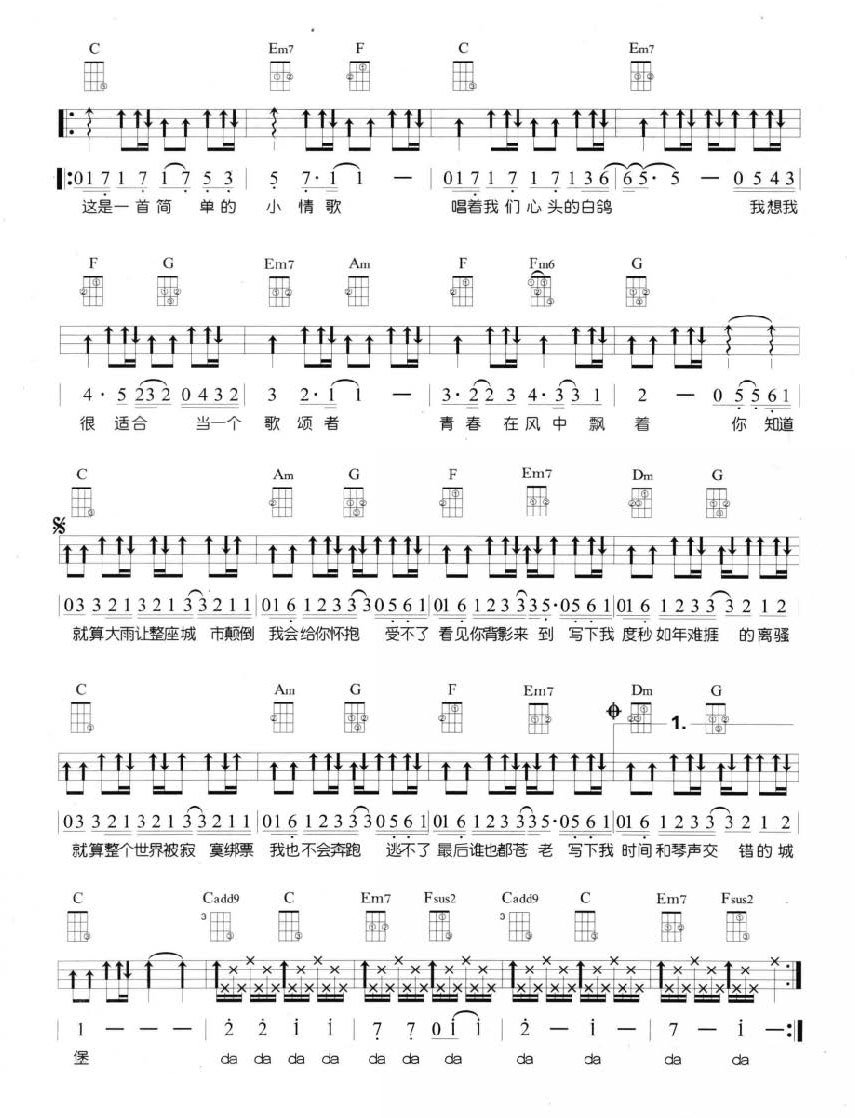 C Em7 F C Em7
3 1 2 1 2 3 1 2
0 1 7 1 7 1 7 5 3 | 5 7· 1 1 — | 0 1 7 1 7 1 7 1 3 6 | 6 5· 5 — 0 5 4 3
这是一首简 单的 小情歌 唱着我们心头的白鸽 我想我
F G Em7 Am F Fm6 G
4· 5 2 3 2 0 4 3 2 | 3 2· 1 1 — | 3· 2 2 3 4· 3 3 1 | 2 — 0 5 5 6 1
很 适合 当一个 歌颂者 青春 在风中 飘 着 你 知道
C Am G F Em7 Dm G
0 3 3 2 1 3 2 1 3 3 2 1 1 | 0 1 6 1 2 3 3 3 0 5 6 1 | 0 1 6 1 2 3 3 3 5· 0 5 6 1 | 0 1 6 1 2 3 3 3 2 1 2
就算大雨让整座城 市颠倒 我会给你怀抱 受不了 看见你背影来 到 写下我 度秒如年难捱 的离骚
C Am G F Em7 Dm 1. G
0 3 3 2 1 3 2 1 3 3 2 1 1 | 0 1 6 1 2 3 3 3 0 5 6 1 | 0 1 6 1 2 3 3 3 5· 0 5 6 1 | 0 1 6 1 2 3 3 3 2 1 2
就算整个世界被寂 寞绑票 我也不会奔跑 逃不了 最后谁也都苍 老 写下我 时间和琴声交 错的城
C Cadd9 C Em7 Fsus2 Cadd9 C Em7 Fsus2
3 3
1 — — — | 2 2 1 1 | 7 7 0 1 1 | 2 — 1 — | 7 — 1 —
堡 da da da da da da da da da da da